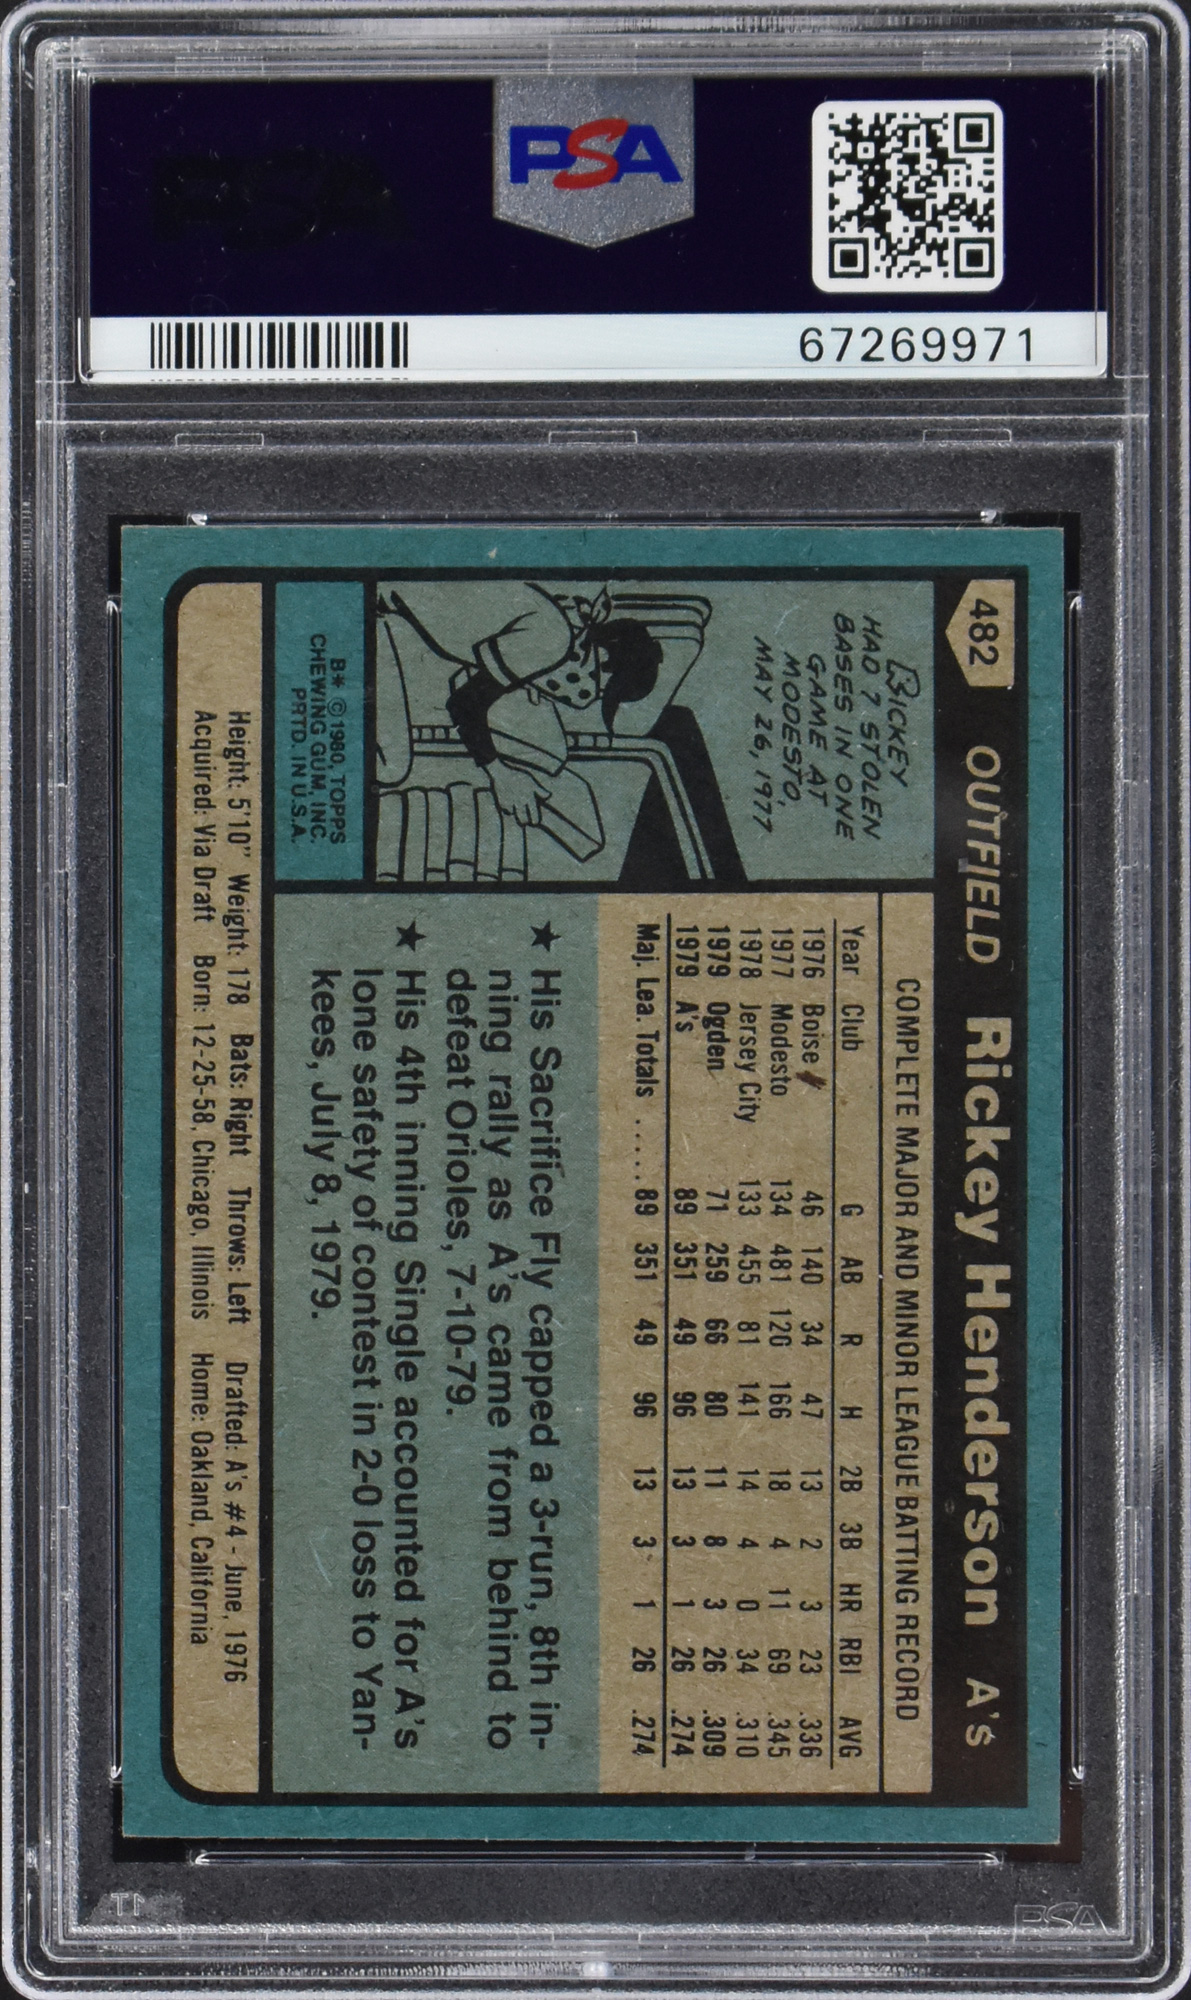 PSA
67269971
482 OUTFIELD Rickey Henderson A's
RICKEY
HAD 7 STOLEN
BASES IN ONE
GAME AT
MODESTO,
MAY 26, 1977
B* © 1980, TOPPS
CHEWING GUM, INC.
PRTD. IN U.S.A.
COMPLETE MAJOR AND MINOR LEAGUE BATTING RECORD
Year Club G AB R H 2B 3B HR RBI AVG
1976 Boise 46 140 34 47 13 2 3 23 .336
1977 Modesto 134 481 120 166 18 4 11 69 .345
1978 Jersey City 133 455 81 141 14 4 0 34 .310
1979 Ogden 71 259 66 80 11 8 3 26 .309
1979 A's 89 351 49 96 13 3 1 26 .274
Maj. Lea. Totals ..... 89 351 49 96 13 3 1 26 .274
★ His Sacrifice Fly capped a 3-run, 8th in-
ning rally as A's came from behind to
defeat Orioles, 7-10-79.
★ His 4th inning Single accounted for A's
lone safety of contest in 2-0 loss to Yan-
kees, July 8, 1979.
Height: 5'10" Weight: 178 Bats: Right Throws: Left Drafted: A's #4 - June, 1976
Acquired: Via Draft Born: 12-25-58, Chicago, Illinois Home: Oakland, California
PSA